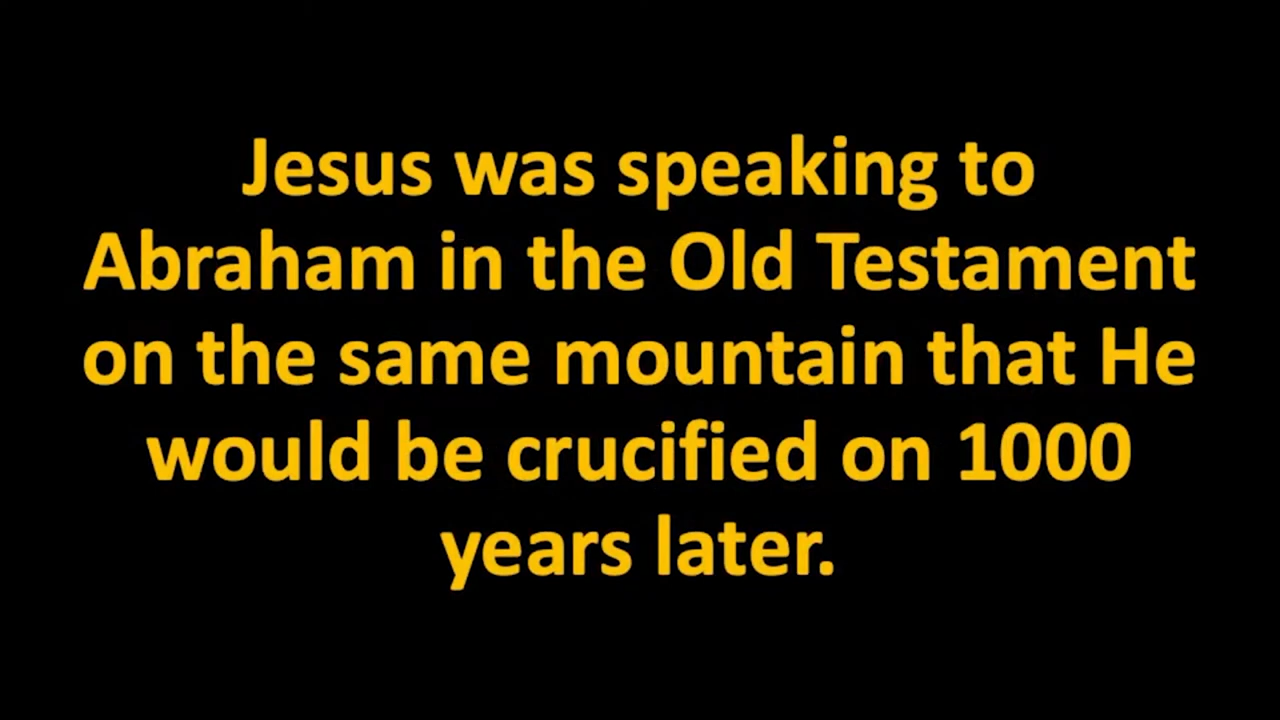 Jesus was speaking to
Abraham in the Old Testament
on the same mountain that He
would be crucified on 1000
years later.